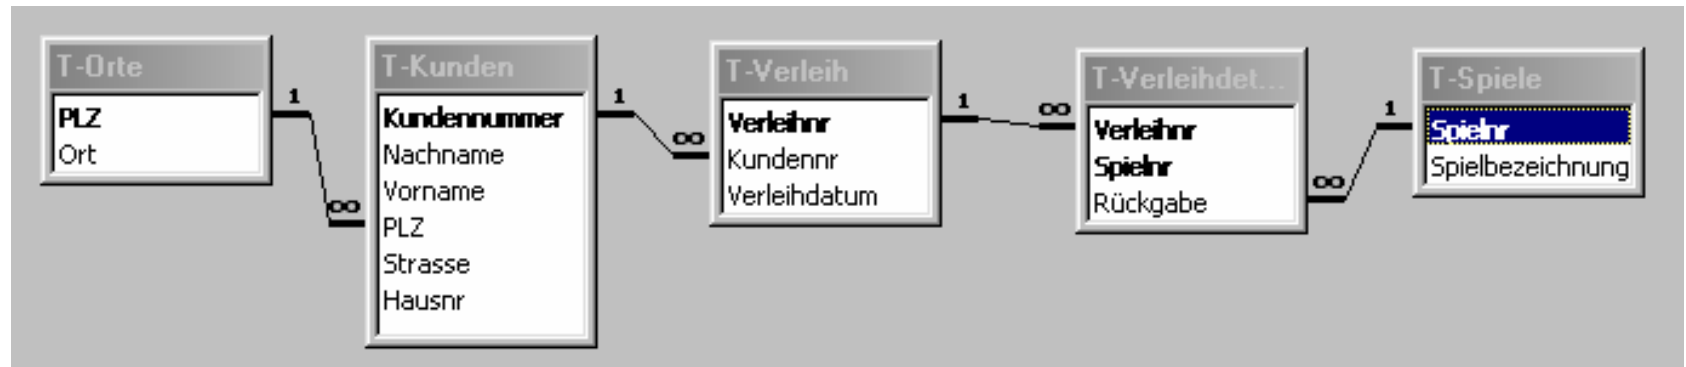 T-Orte
PLZ
Ort
1
∞
T-Kunden
Kundennummer
Nachname
Vorname
PLZ
Strasse
Hausnr
1
∞
T-Verleih
Verleihnr
Kundennr
Verleihdatum
1
∞
T-Verleihdet...
Verleihnr
Spielnr
Rückgabe
∞
1
T-Spiele
Spielnr
Spielbezeichnung